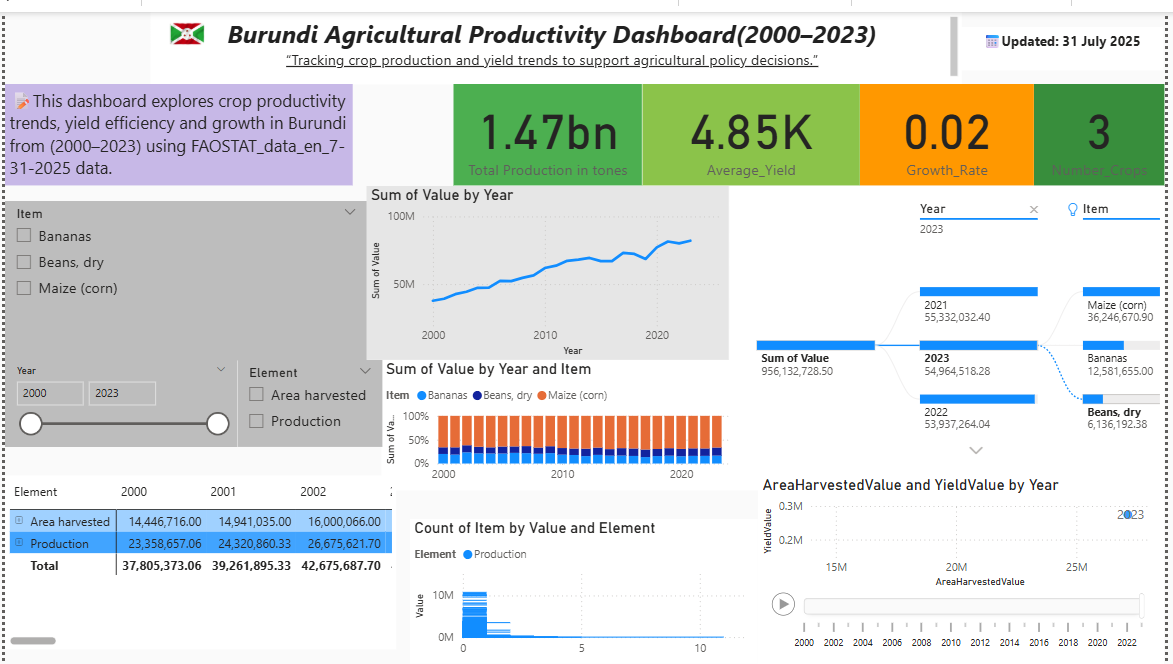 Burundi Agricultural Productivity Dashboard(2000–2023)
“Tracking crop production and yield trends to support agricultural policy decisions.”
Updated: 31 July 2025
This dashboard explores crop productivity
trends, yield efficiency and growth in Burundi
from (2000–2023) using FAOSTAT_data_en_7-
31-2025 data.
1.47bn
Total Production in tones
4.85K
Average_Yield
0.02
Growth_Rate
3
Number_Crops
Item
Bananas
Beans, dry
Maize (corn)
Year
2000
2023
Element
Area harvested
Production
Sum of Value by Year
Sum of Value
100M
50M
2000
2010
2020
Year
Sum of Value by Year and Item
Item Bananas Beans, dry Maize (corn)
Sum of Va...
100%
50%
0%
2000
2010
2020
Year
2023
Item
Sum of Value
956,132,728.50
2021
55,332,032.40
2023
54,964,518.28
2022
53,937,264.04
Maize (corn)
36,246,670.90
Bananas
12,581,655.00
Beans, dry
6,136,192.38
Element 2000 2001 2002
Area harvested 14,446,716.00 14,941,035.00 16,000,066.00
Production 23,358,657.06 24,320,860.33 26,675,621.70
Total 37,805,373.06 39,261,895.33 42,675,687.70
Count of Item by Value and Element
Element Production
Value
10M
0M
0
5
10
AreaHarvestedValue and YieldValue by Year
YieldValue
0.3M
0.2M
2023
15M
20M
25M
AreaHarvestedValue
2000 2002 2004 2006 2008 2010 2012 2014 2016 2018 2020 2022